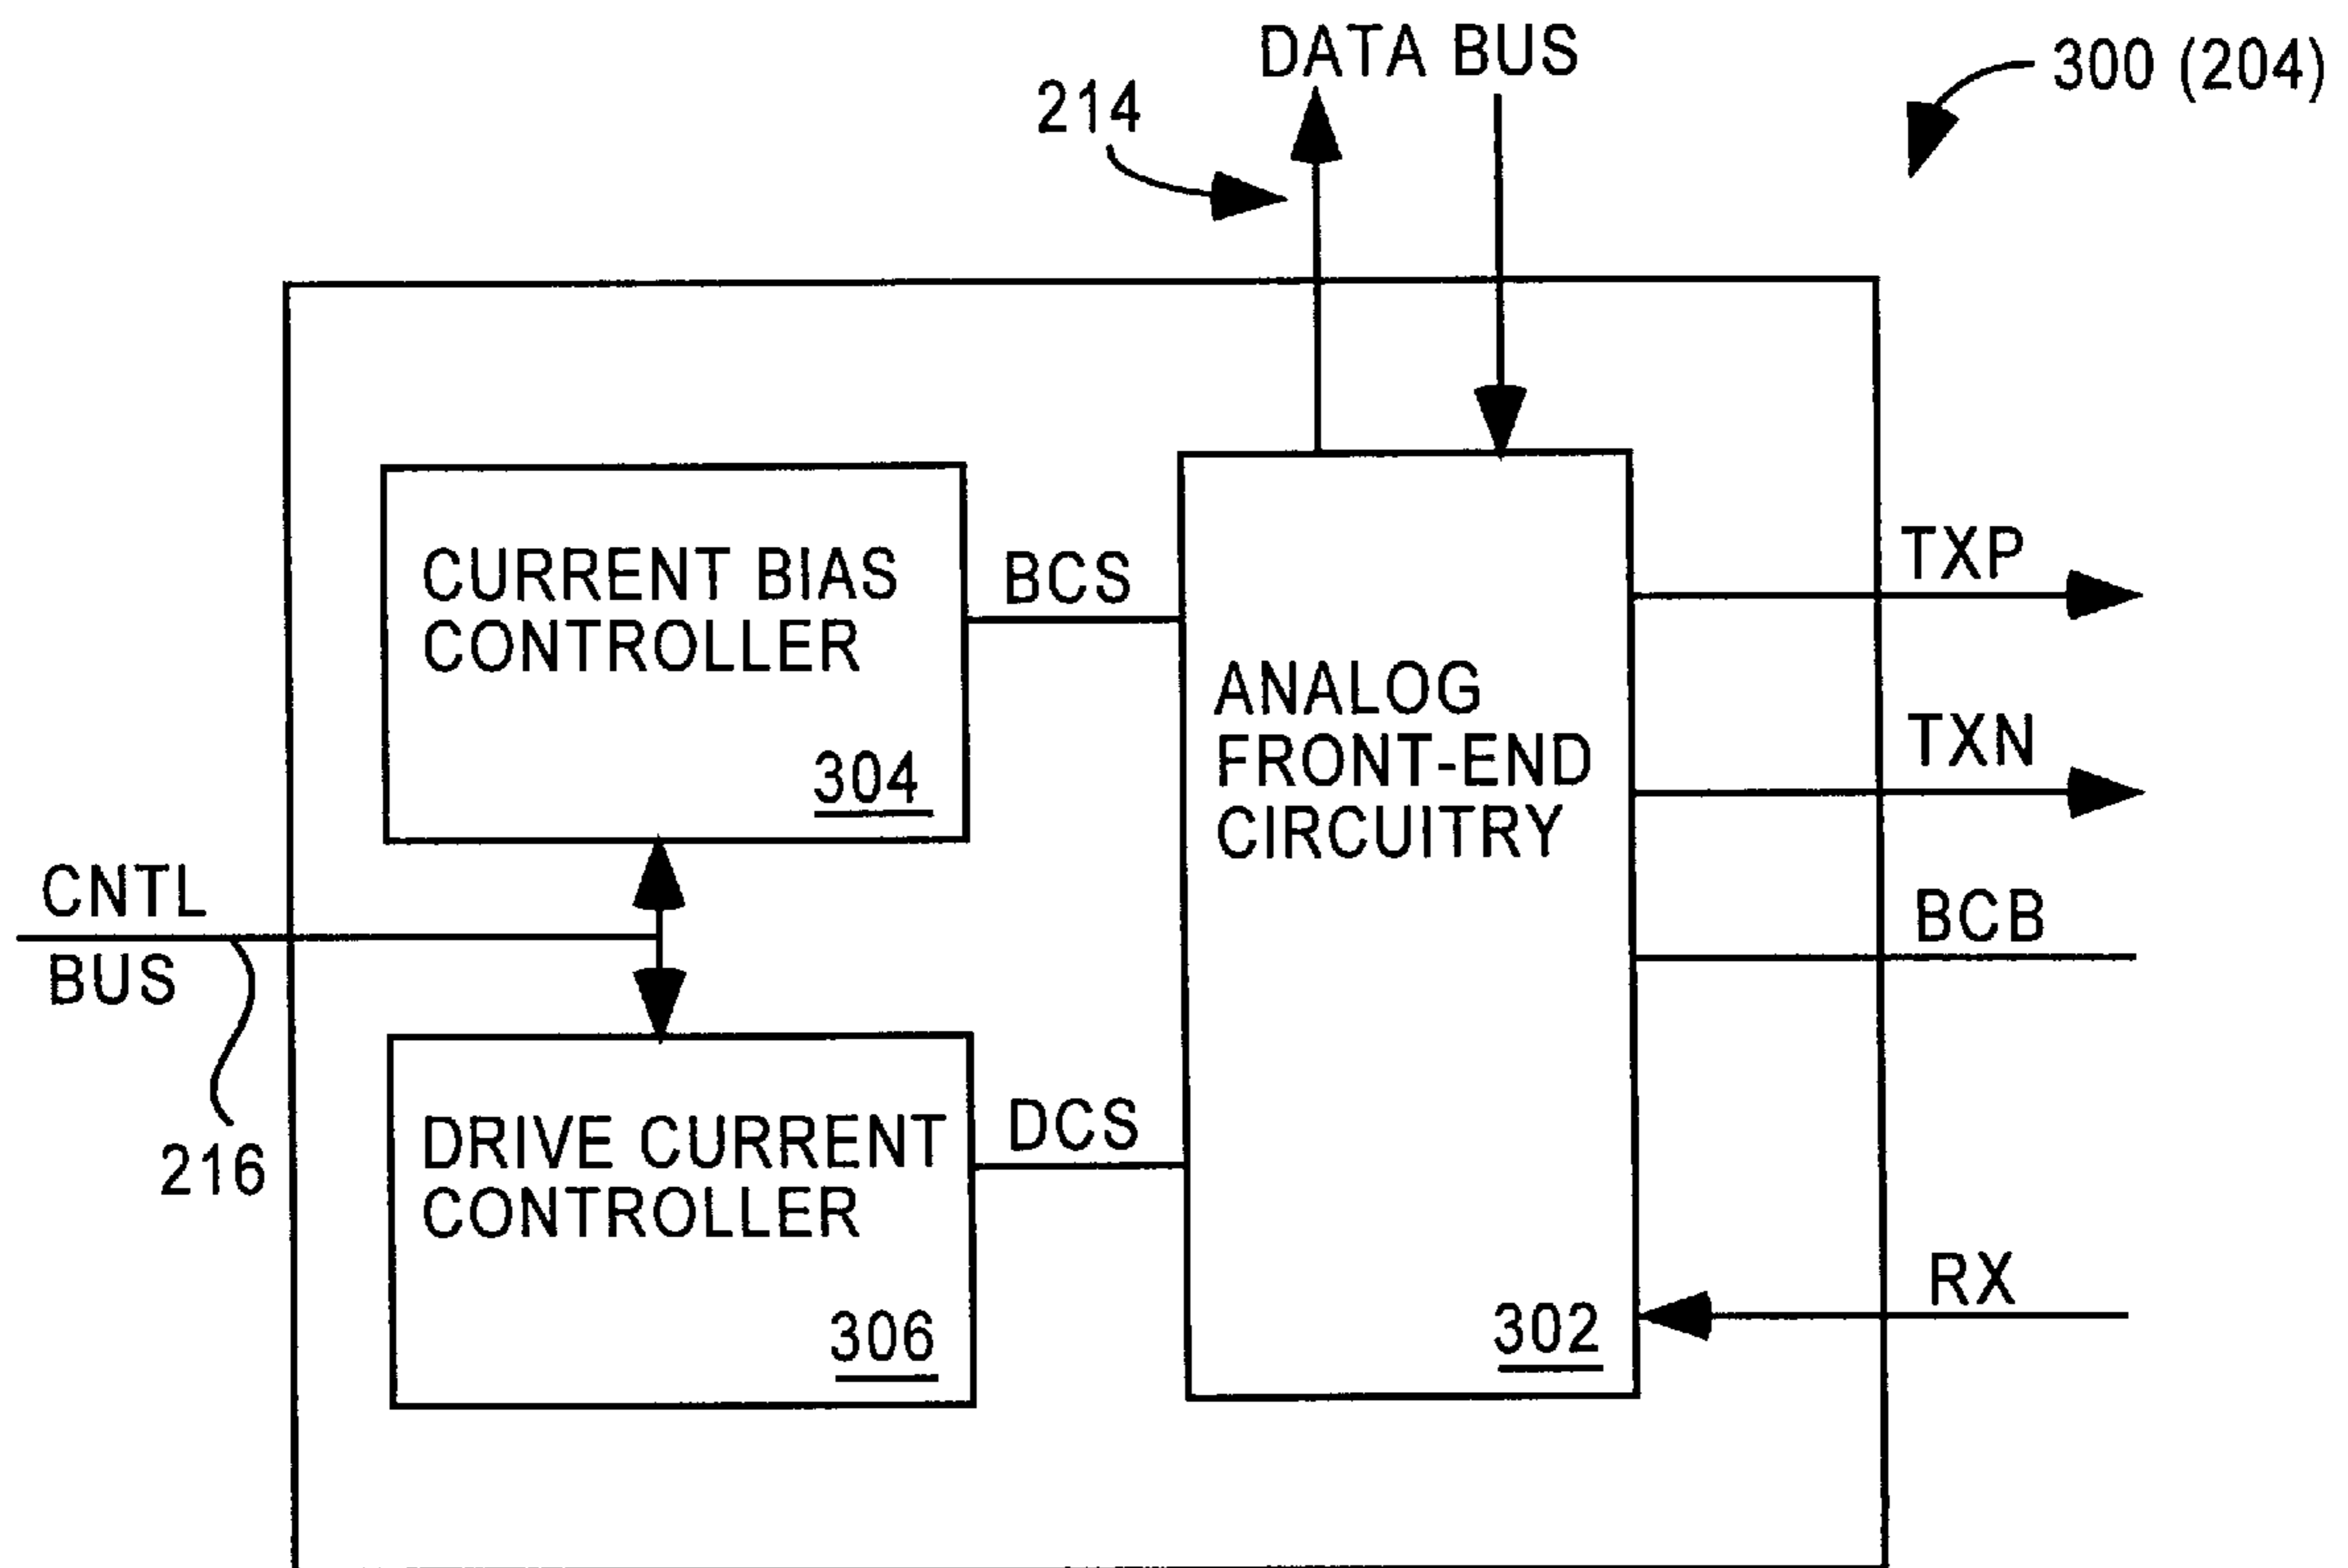 DATA BUS
300 (204)
214
CURRENT BIAS
CONTROLLER
304
BCS
ANALOG
FRONT-END
CIRCUITRY
302
TXP
TXN
BCB
RX
CNTL
BUS
216
DRIVE CURRENT
CONTROLLER
306
DCS